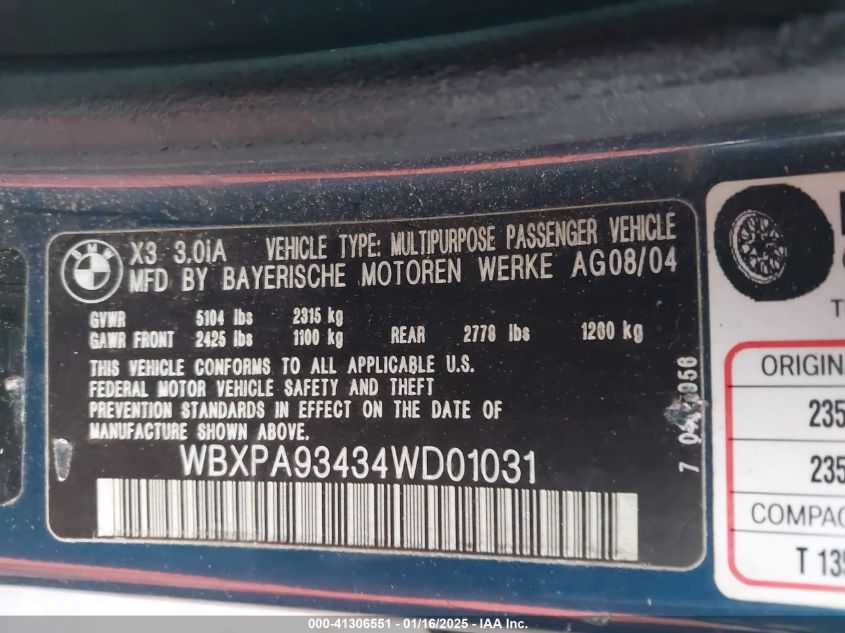 BMW
X3 3.0iA VEHICLE TYPE: MULTIPURPOSE PASSENGER VEHICLE
MFD BY BAYERISCHE MOTOREN WERKE AG08/04
GVWR 5104 lbs 2315 kg
GAWR FRONT 2425 lbs 1100 kg REAR 2778 lbs 1260 kg
THIS VEHICLE CONFORMS TO ALL APPLICABLE U.S.
FEDERAL MOTOR VEHICLE SAFETY AND THEFT
PREVENTION STANDARDS IN EFFECT ON THE DATE OF
MANUFACTURE SHOWN ABOVE.
WBXPA93434WD01031
ORIGIN
235
235
COMPAC
T 135
000-41306551 - 01/16/2025 - IAA Inc.